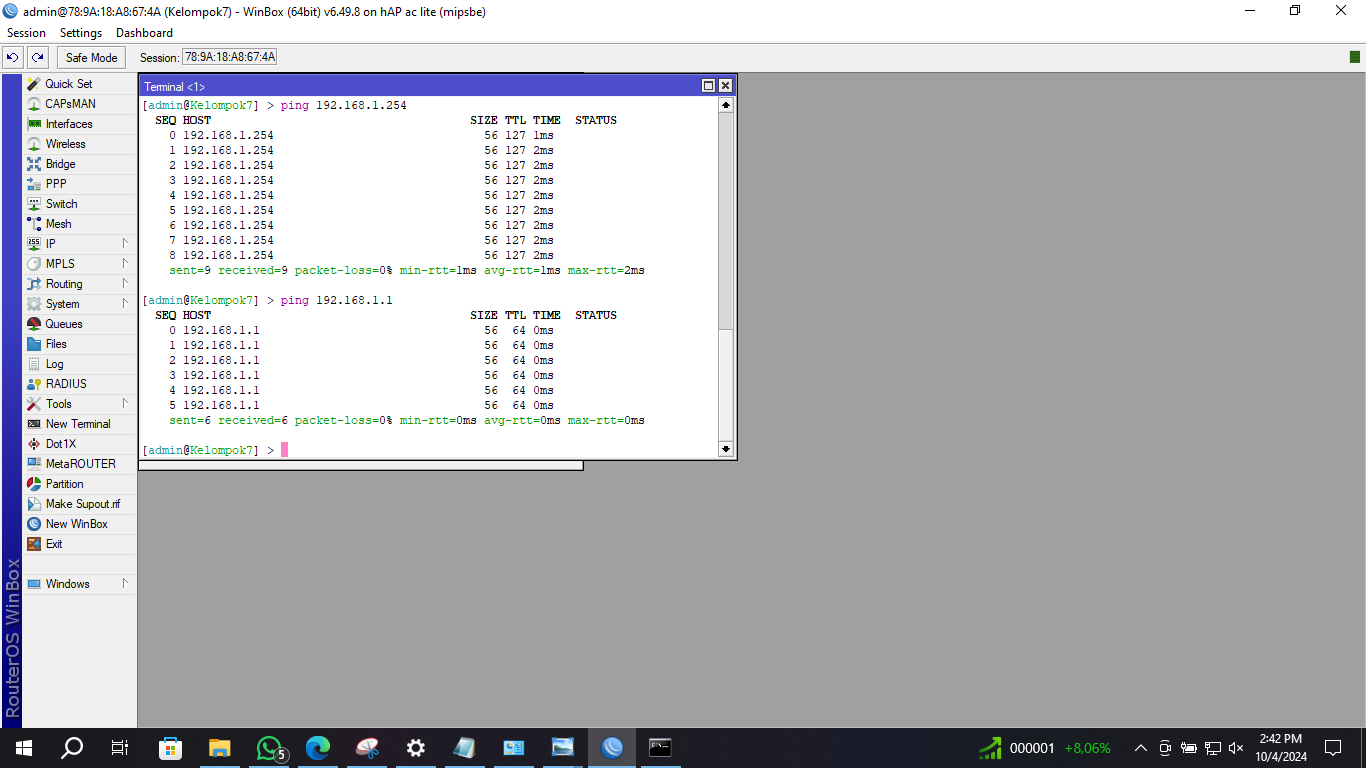 admin@78:9A:18:A8:67:4A (Kelompok7) - WinBox (64bit) v6.49.8 on hAP ac lite (mipsbe)
Session Settings Dashboard
Safe Mode Session: 78:9A:18:A8:67:4A
Quick Set
CAPsMAN
Interfaces
Wireless
Bridge
PPP
Switch
Mesh
IP
MPLS
Routing
System
Queues
Files
Log
RADIUS
Tools
New Terminal
Dot1X
MetaROUTER
Partition
Make Supout.rif
New WinBox
Exit
Windows
RouterOS WinBox
Terminal <1>
[admin@Kelompok7] > ping 192.168.1.254
SEQ HOST SIZE TTL TIME STATUS
0 192.168.1.254 56 127 1ms
1 192.168.1.254 56 127 2ms
2 192.168.1.254 56 127 2ms
3 192.168.1.254 56 127 2ms
4 192.168.1.254 56 127 2ms
5 192.168.1.254 56 127 2ms
6 192.168.1.254 56 127 2ms
7 192.168.1.254 56 127 2ms
8 192.168.1.254 56 127 2ms
sent=9 received=9 packet-loss=0% min-rtt=1ms avg-rtt=1ms max-rtt=2ms
[admin@Kelompok7] > ping 192.168.1.1
SEQ HOST SIZE TTL TIME STATUS
0 192.168.1.1 56 64 0ms
1 192.168.1.1 56 64 0ms
2 192.168.1.1 56 64 0ms
3 192.168.1.1 56 64 0ms
4 192.168.1.1 56 64 0ms
5 192.168.1.1 56 64 0ms
sent=6 received=6 packet-loss=0% min-rtt=0ms avg-rtt=0ms max-rtt=0ms
[admin@Kelompok7] >
5
000001 +8,06%
2:42 PM
10/4/2024